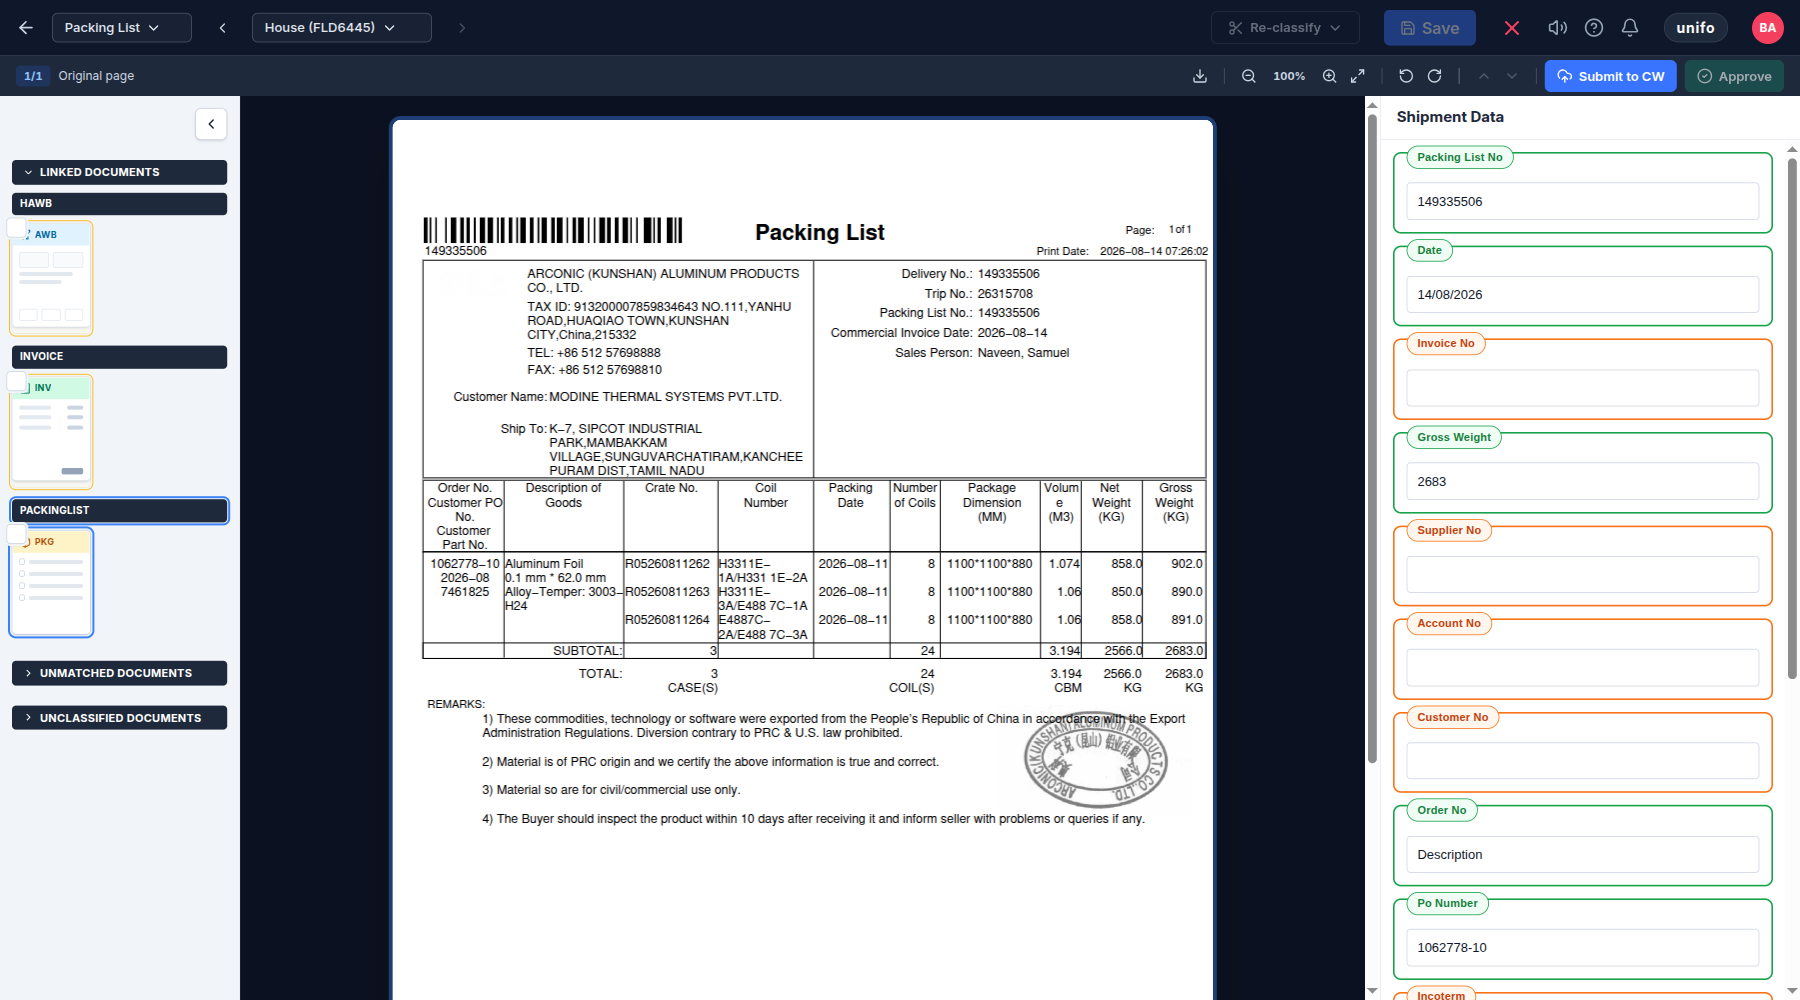 Packing List
House (FLD6445)
Re-classify
Save
unifo
BA
1/1
Original page
100%
Submit to CW
Approve
LINKED DOCUMENTS
HAWB
AWB
INVOICE
INV
PACKINGLIST
PKG
UNMATCHED DOCUMENTS
UNCLASSIFIED DOCUMENTS
149335506
Packing List
Page: 1 of 1
Print Date: 2026-08-14 07:26:02
ARCONIC (KUNSHAN) ALUMINUM PRODUCTS
CO., LTD.
TAX ID: 913200007859834643 NO.111,YANHU
ROAD,HUAQIAO TOWN,KUNSHAN
CITY,China,215332
TEL: +86 512 57698888
FAX: +86 512 57698810
Customer Name: MODINE THERMAL SYSTEMS PVT.LTD.
Ship To: K-7, SIPCOT INDUSTRIAL
PARK,MAMBAKKAM
VILLAGE,SUNGUVARCHATIRAM,KANCHEE
PURAM DIST,TAMIL NADU
Delivery No.: 149335506
Trip No.: 26315708
Packing List No.: 149335506
Commercial Invoice Date: 2026-08-14
Sales Person: Naveen, Samuel
Order No. Description of Crate No. Coil Packing Number Package Volum Net Gross
Customer PO Goods Number Date of Coils Dimension e Weight Weight
No. (MM) (M3) (KG) (KG)
Customer
Part No.
1062778-10 Aluminum Foil R05260811262 H3311E- 2026-08-11 8 1100*1100*880 1.074 858.0 902.0
2026-08 0.1 mm * 62.0 mm 1A/H331 1E-2A
7461825 Alloy-Temper: 3003- R05260811263 H3311E- 2026-08-11 8 1100*1100*880 1.06 850.0 890.0
H24 3A/E488 7C-1A
R05260811264 E4887C- 2026-08-11 8 1100*1100*880 1.06 858.0 891.0
2A/E488 7C-3A
SUBTOTAL: 3 24 3.194 2566.0 2683.0
TOTAL: 3 24 3.194 2566.0 2683.0
CASE(S) COIL(S) CBM KG KG
REMARKS:
1) These commodities, technology or software were exported from the People's Republic of China in accordance with the Export
Administration Regulations. Diversion contrary to PRC & U.S. law prohibited.
2) Material is of PRC origin and we certify the above information is true and correct.
3) Material so are for civil/commercial use only.
4) The Buyer should inspect the product within 10 days after receiving it and inform seller with problems or queries if any.
ARCONIC(KUNSHAN)ALUMINUM PRODUCTS CO.,LTD.
Shipment Data
Packing List No
149335506
Date
14/08/2026
Invoice No
Gross Weight
2683
Supplier No
Account No
Customer No
Order No
Description
Po Number
1062778-10
Incoterm